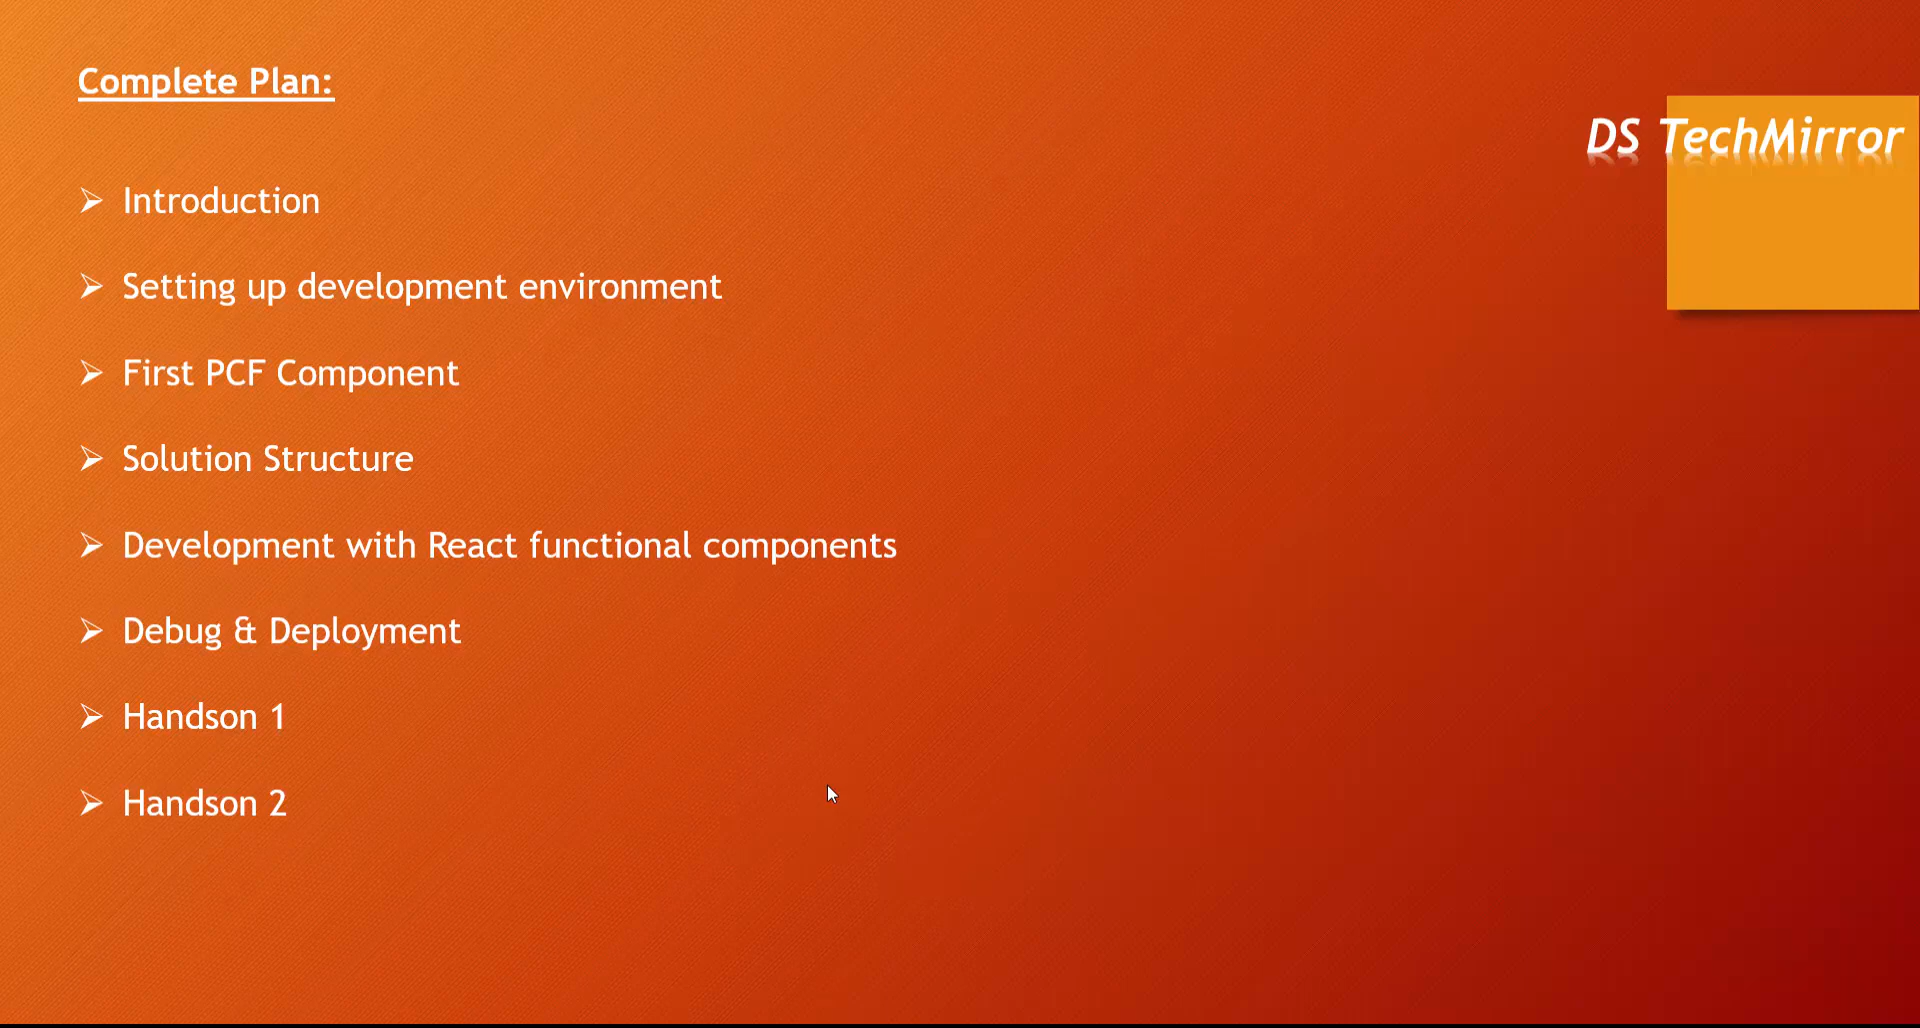 Complete Plan:
DS TechMirror
Introduction
Setting up development environment
First PCF Component
Solution Structure
Development with React functional components
Debug & Deployment
Handson 1
Handson 2